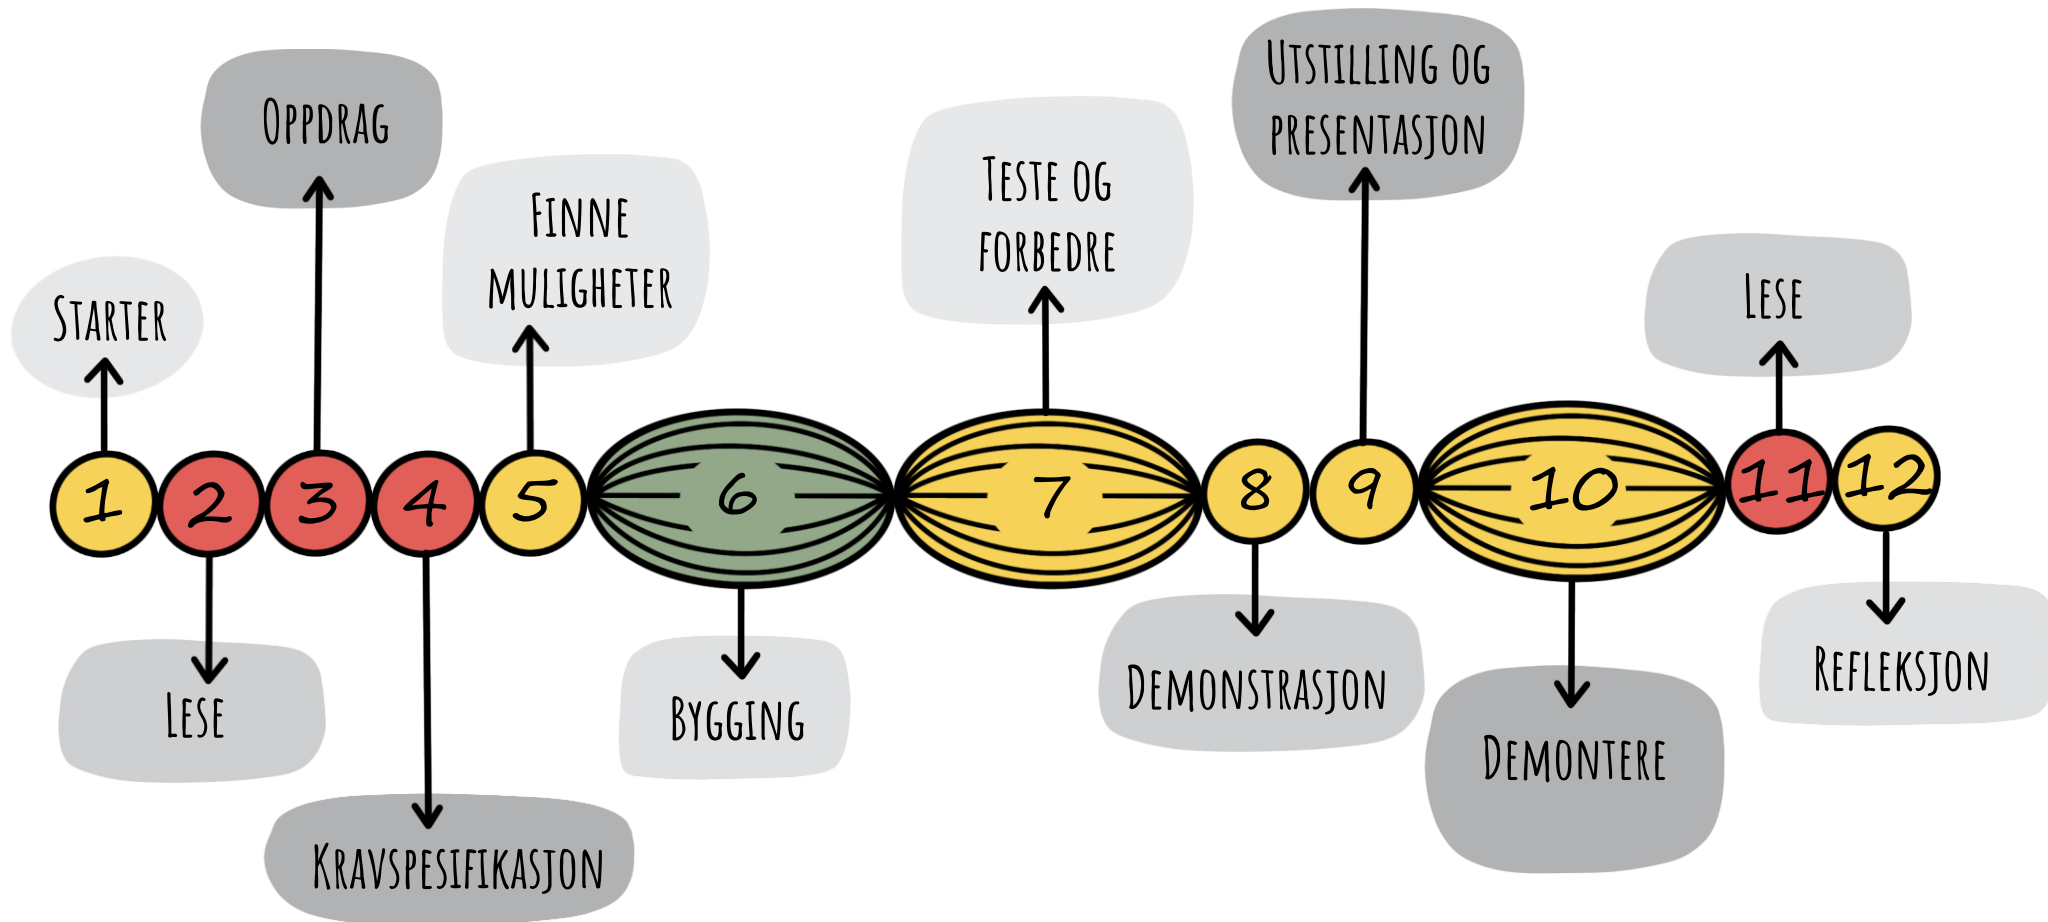 Starter
1
Lese
2
Oppdrag
3
Kravspesifikasjon
4
Finne
muligheter
5
Bygging
6
Teste og
forbedre
7
Demonstrasjon
8
Utstilling og
presentasjon
9
Demontere
10
Lese
11
Refleksjon
12